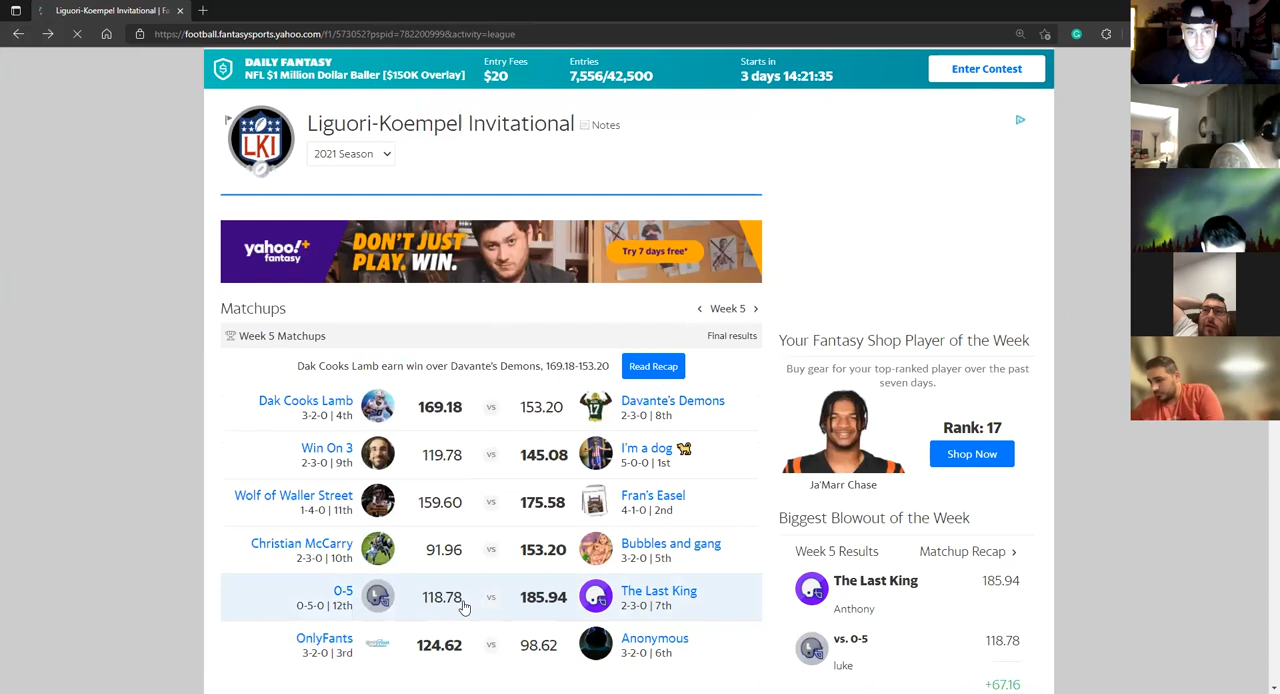 Liguori-Koempel Invitational | Fa
https://football.fantasysports.yahoo.com/f1/573052?pspid=782200999&activity=league
DAILY FANTASY
NFL $1 Million Dollar Baller [$150K Overlay]
Entry Fees
$20
Entries
7,556/42,500
Starts in
3 days 14:21:35
Enter Contest
LKI
Liguori-Koempel Invitational
Notes
2021 Season
yahoo!+
fantasy
DON'T JUST
PLAY. WIN.
Try 7 days free*
Matchups
Week 5
Week 5 Matchups
Final results
Dak Cooks Lamb earn win over Davante's Demons, 169.18-153.20
Read Recap
Dak Cooks Lamb
3-2-0 | 4th
169.18
vs
153.20
Davante's Demons
2-3-0 | 8th
Win On 3
2-3-0 | 9th
119.78
vs
145.08
I'm a dog
5-0-0 | 1st
Wolf of Waller Street
1-4-0 | 11th
159.60
vs
175.58
Fran's Easel
4-1-0 | 2nd
Christian McCarry
2-3-0 | 10th
91.96
vs
153.20
Bubbles and gang
3-2-0 | 5th
0-5
0-5-0 | 12th
118.78
vs
185.94
The Last King
2-3-0 | 7th
OnlyFants
3-2-0 | 3rd
124.62
vs
98.62
Anonymous
3-2-0 | 6th
Your Fantasy Shop Player of the Week
Buy gear for your top-ranked player over the past
seven days.
Rank: 17
Shop Now
Ja'Marr Chase
Biggest Blowout of the Week
Week 5 Results
Matchup Recap
The Last King
185.94
Anthony
vs. 0-5
118.78
luke
+67.16